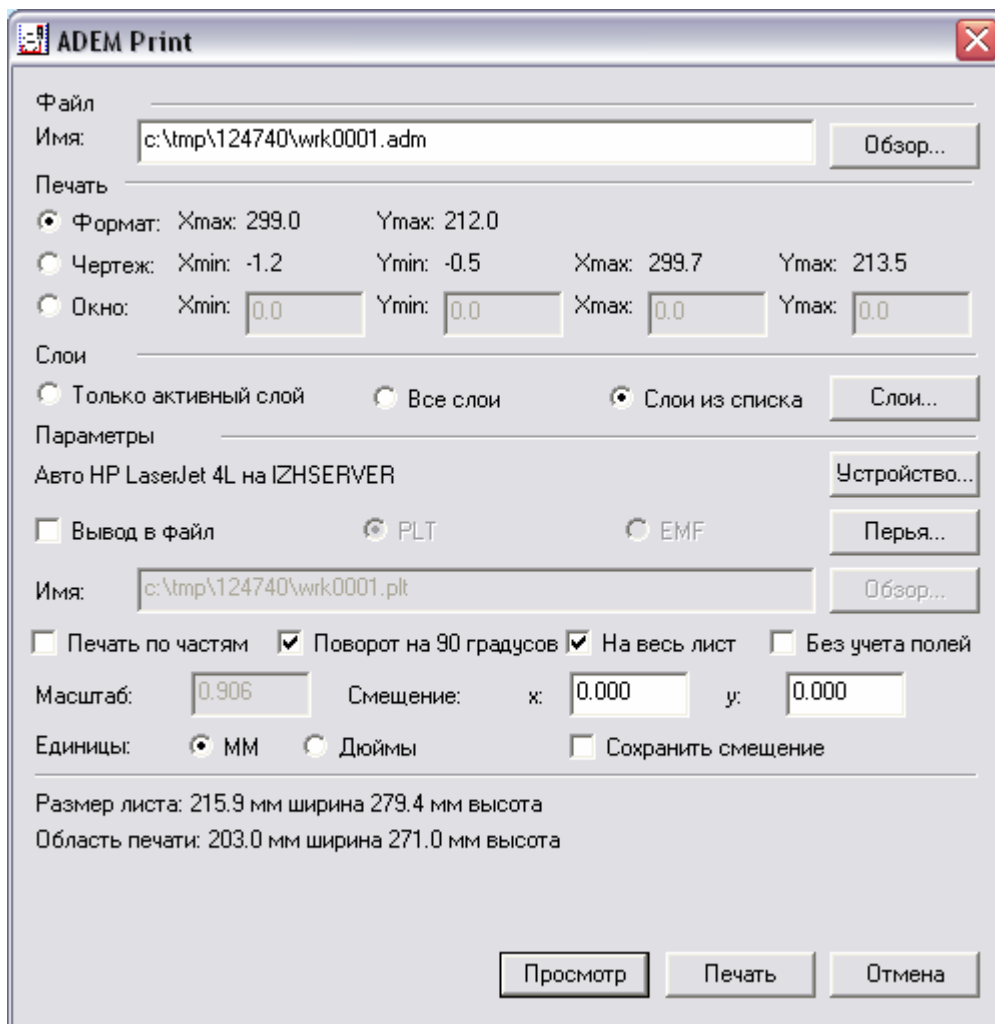 ADEM Print
Файл
Имя: c:\tmp\124740\wrk0001.adm Обзор...
Печать
Формат: Xmax: 299.0 Ymax: 212.0
Чертеж: Xmin: -1.2 Ymin: -0.5 Xmax: 299.7 Ymax: 213.5
Окно: Xmin: 0.0 Ymin: 0.0 Xmax: 0.0 Ymax: 0.0
Слои
Только активный слой Все слои Слои из списка Слои...
Параметры
Авто HP LaserJet 4L на IZHSERVER Устройство...
Вывод в файл PLT EMF Перья...
Имя: c:\tmp\124740\wrk0001.plt Обзор...
Печать по частям Поворот на 90 градусов На весь лист Без учета полей
Масштаб: 0.906 Смещение: x: 0.000 y: 0.000
Единицы: ММ Дюймы Сохранить смещение
Размер листа: 215.9 мм ширина 279.4 мм высота
Область печати: 203.0 мм ширина 271.0 мм высота
Просмотр Печать Отмена